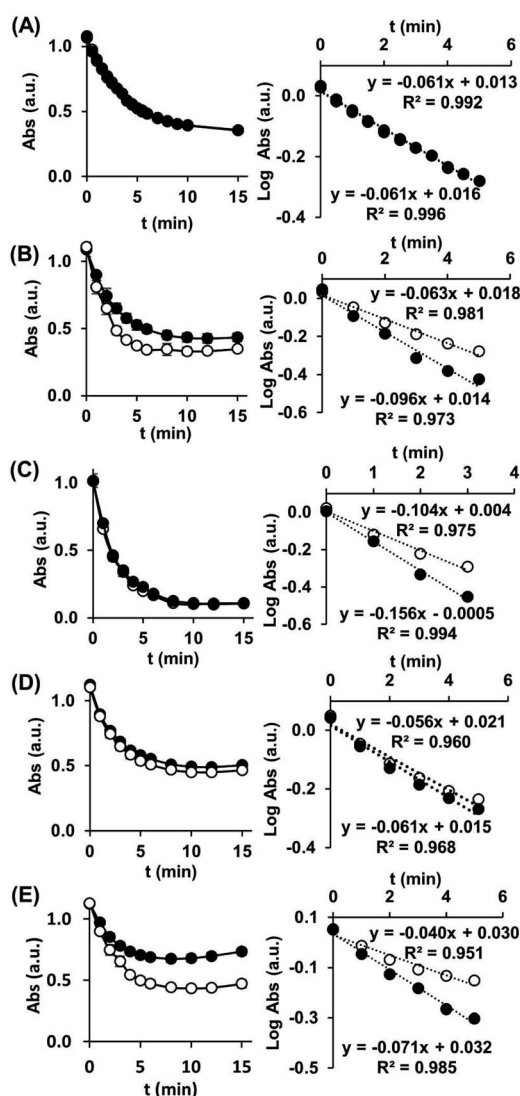 (A)
1.0
0.5
0.0
Abs (a.u.)
0 5 10 15
t (min)
t (min)
0 2 4 6
0.0
-0.2
-0.4
Log Abs (a.u.)
y = -0.061x + 0.013
R² = 0.992
y = -0.061x + 0.016
R² = 0.996
(B)
1.0
0.5
0.0
Abs (a.u.)
0 5 10 15
t (min)
t (min)
0 2 4 6
0.0
-0.2
-0.4
-0.6
Log Abs (a.u.)
y = -0.063x + 0.018
R² = 0.981
y = -0.096x + 0.014
R² = 0.973
(C)
1.0
0.5
0.0
Abs (a.u.)
0 5 10 15
t (min)
t (min)
0 1 2 3 4
0.0
-0.2
-0.4
-0.6
Log Abs (a.u.)
y = -0.104x + 0.004
R² = 0.975
y = -0.156x - 0.0005
R² = 0.994
(D)
1.0
0.5
0.0
Abs (a.u.)
0 5 10 15
t (min)
t (min)
0 2 4 6
0.0
-0.2
-0.4
Log Abs (a.u.)
y = -0.056x + 0.021
R² = 0.960
y = -0.061x + 0.015
R² = 0.968
(E)
1.0
0.5
0.0
Abs (a.u.)
0 5 10 15
t (min)
t (min)
0 2 4 6
0.1
-0.1
-0.3
-0.5
Log Abs (a.u.)
y = -0.040x + 0.030
R² = 0.951
y = -0.071x + 0.032
R² = 0.985